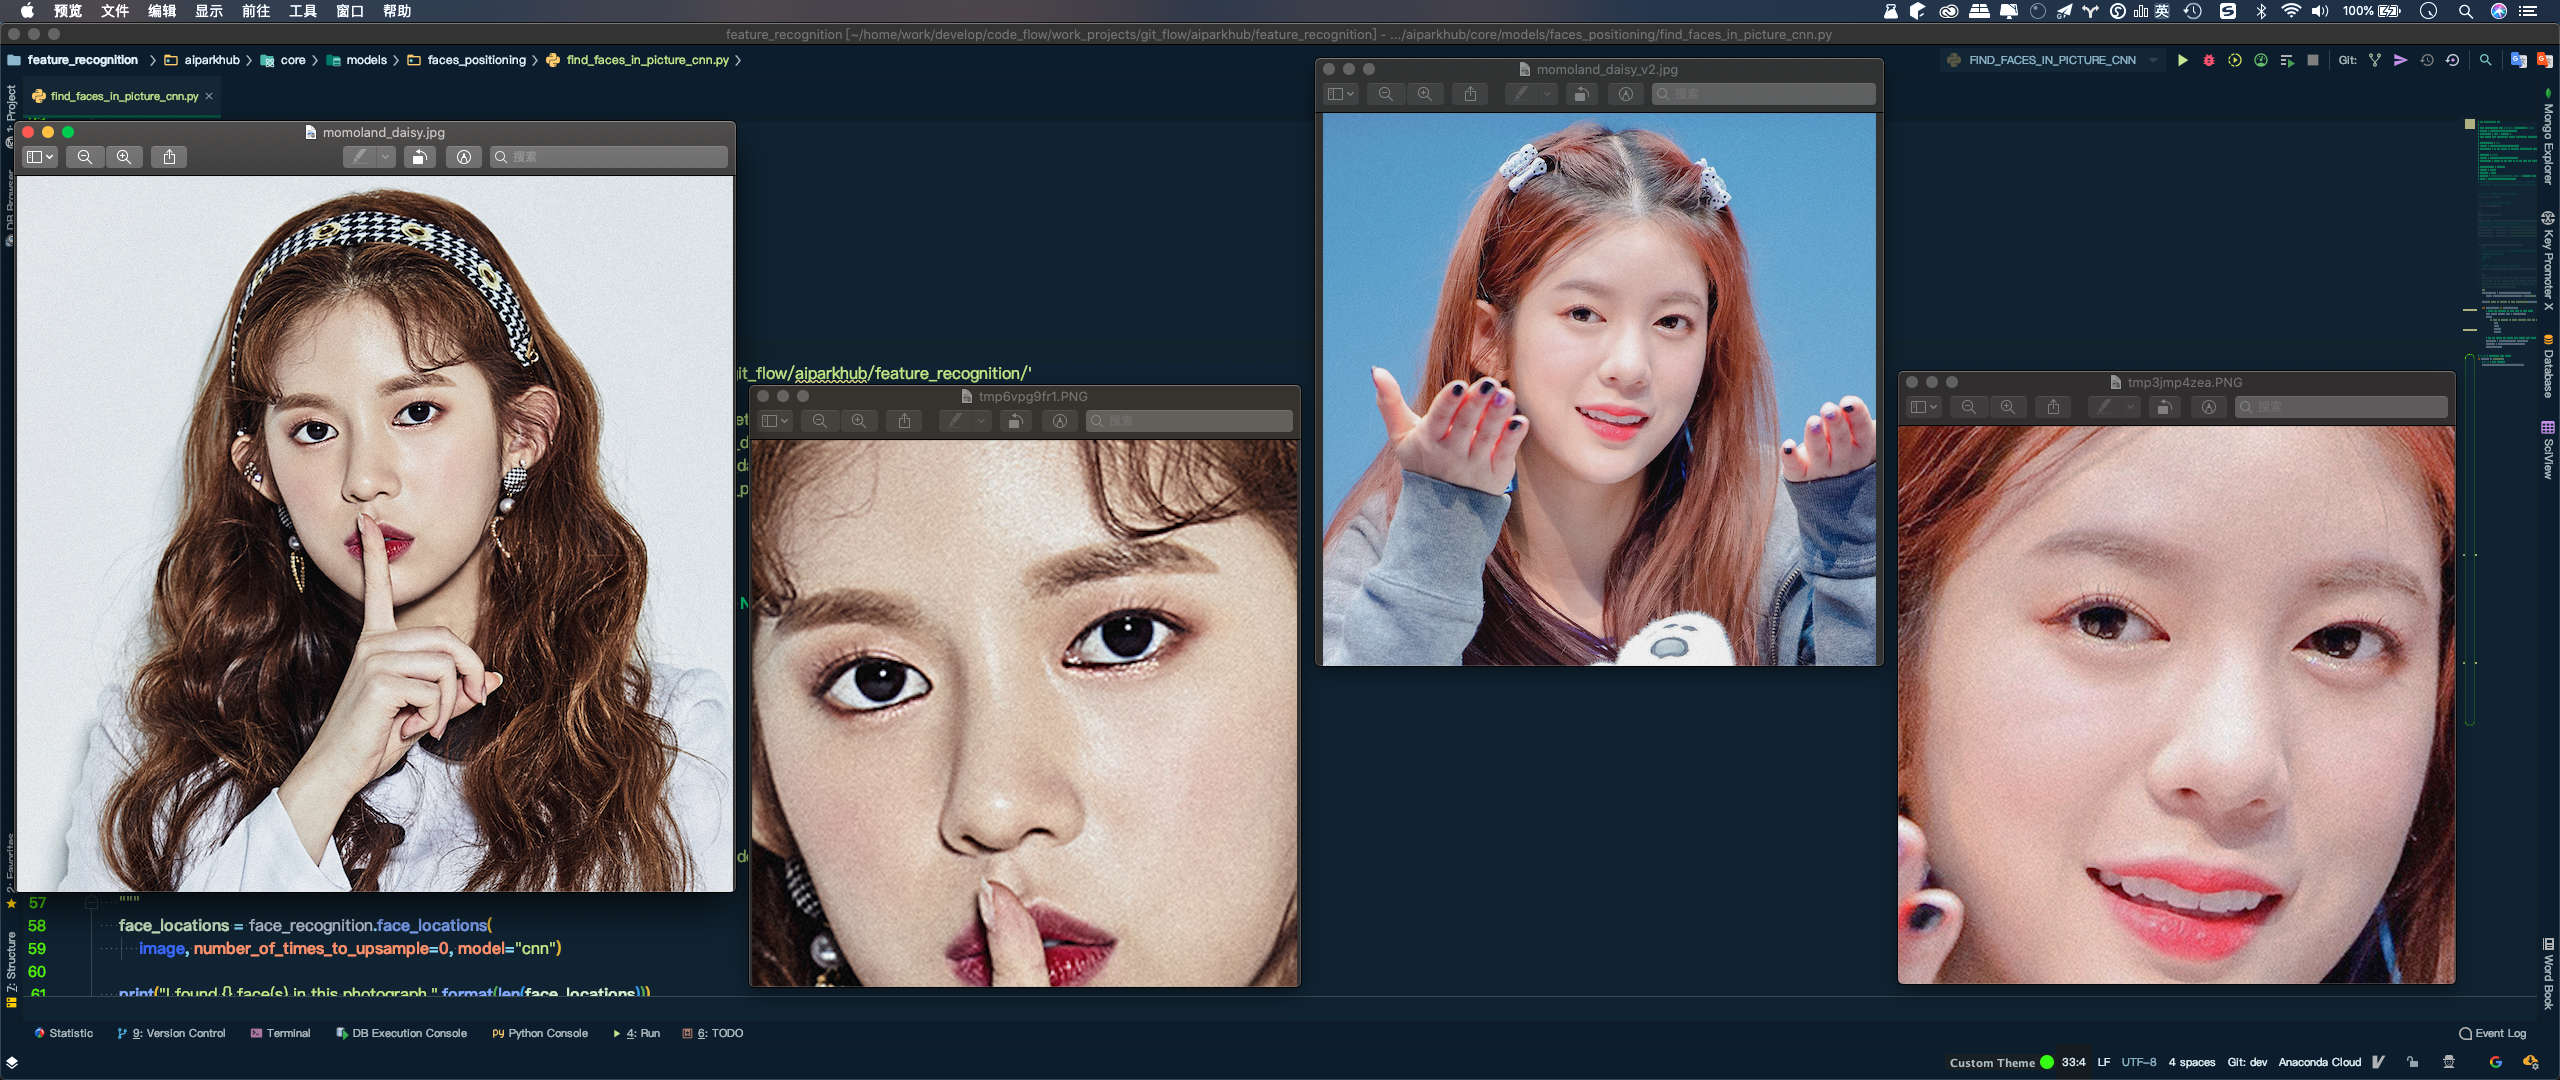 预览 文件 编辑 显示 前往 工具 窗口 帮助
英 100%
feature_recognition [~/home/work/develop/code_flow/work_projects/git_flow/aiparkhub/feature_recognition] - .../aiparkhub/core/models/faces_positioning/find_faces_in_picture_cnn.py
feature_recognition aiparkhub core models faces_positioning find_faces_in_picture_cnn.py
FIND_FACES_IN_PICTURE_CNN
Git:
find_faces_in_picture_cnn.py
1: Project
momoland_daisy.jpg
搜索
momoland_daisy_v2.jpg
搜索
it_flow/aiparkhub/feature_recognition/'
tmp6vpg9fr1.PNG
搜索
tmp3jmp4zea.PNG
搜索
Mongo Explorer
Key Promoter X
Database
SciView
Word Book
7: Structure
57 """
58 face_locations = face_recognition.face_locations(
59 image, number_of_times_to_upsample=0, model="cnn")
60
61 print("I found {} face(s) in this photograph.".format(len(face_locations)))
Statistic 9: Version Control Terminal DB Execution Console Python Console 4: Run 6: TODO
Event Log
Custom Theme 33:4 LF UTF-8 4 spaces Git: dev Anaconda Cloud